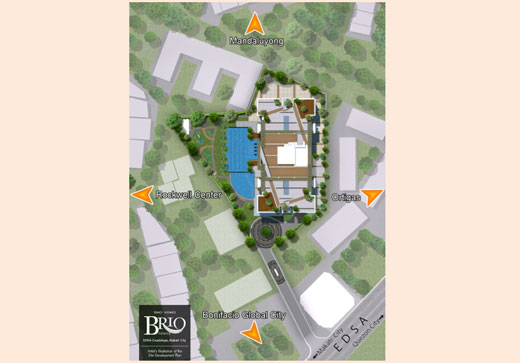 Mandaluyong
Rockwell Center
Ortigas
Bonifacio Global City
EDSA
Makati City
Quezon City
BRIO
EDSA Guadalupe, Makati City
Artist's Illustration of the
Site Development Plan